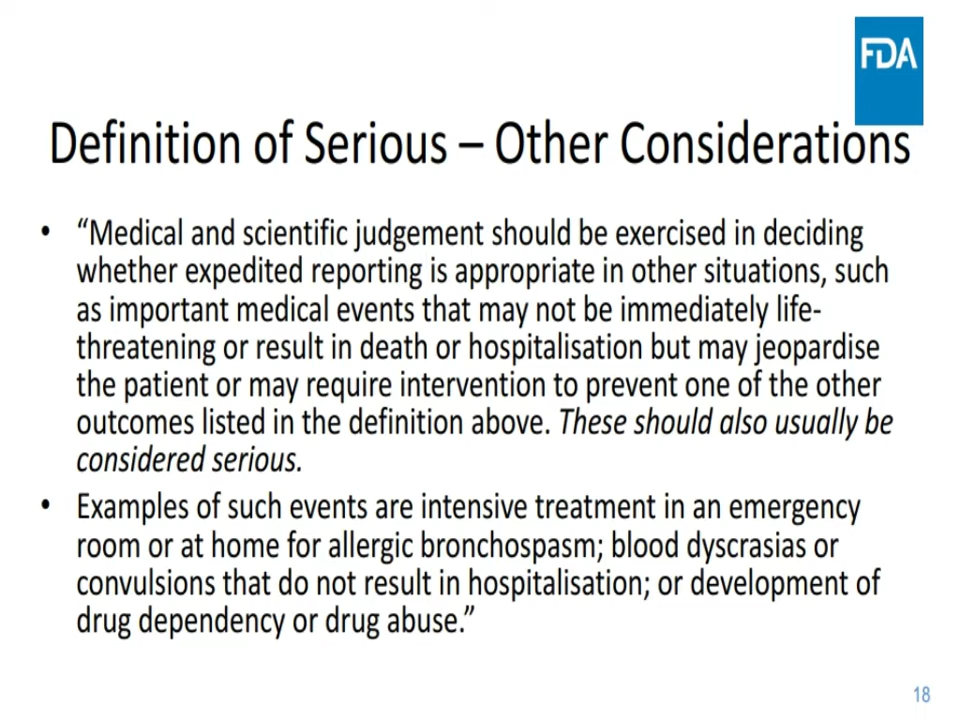 FDA
Definition of Serious – Other Considerations
• “Medical and scientific judgement should be exercised in deciding
whether expedited reporting is appropriate in other situations, such
as important medical events that may not be immediately life-
threatening or result in death or hospitalisation but may jeopardise
the patient or may require intervention to prevent one of the other
outcomes listed in the definition above. These should also usually be
considered serious.
• Examples of such events are intensive treatment in an emergency
room or at home for allergic bronchospasm; blood dyscrasias or
convulsions that do not result in hospitalisation; or development of
drug dependency or drug abuse.”
18